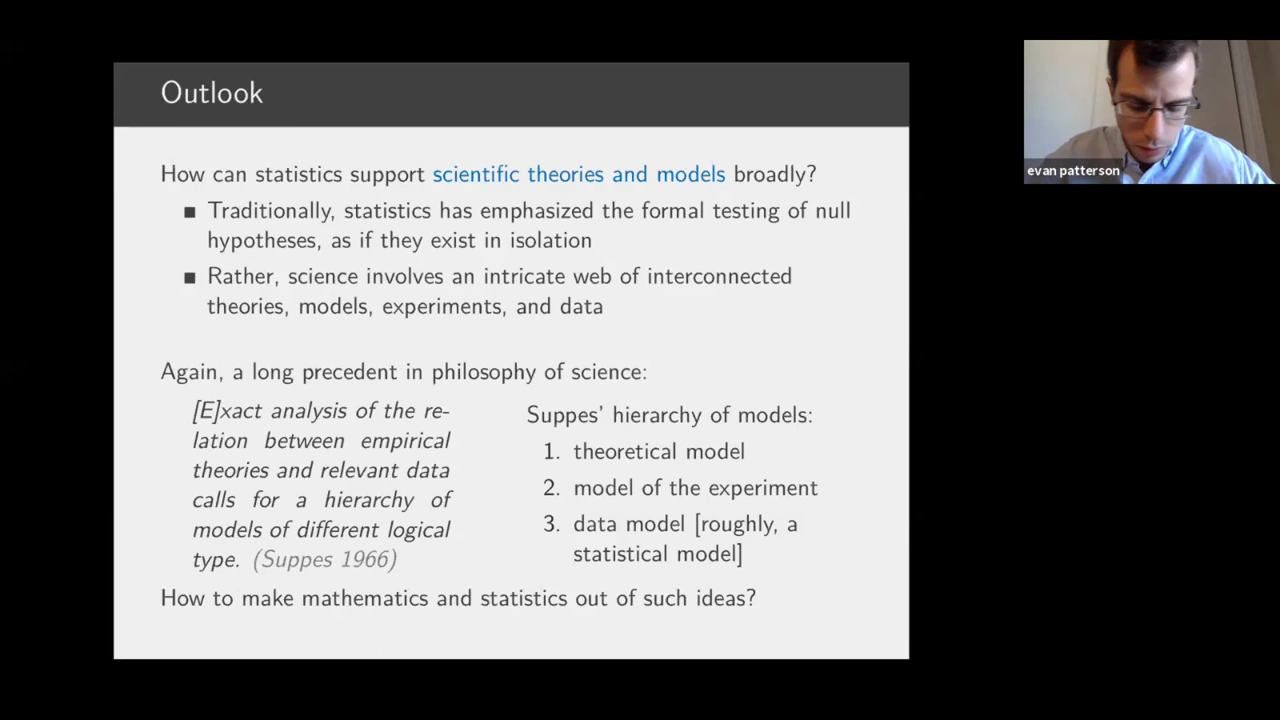 Outlook
How can statistics support scientific theories and models broadly?
■ Traditionally, statistics has emphasized the formal testing of null
hypotheses, as if they exist in isolation
■ Rather, science involves an intricate web of interconnected
theories, models, experiments, and data
Again, a long precedent in philosophy of science:
[E]xact analysis of the re-
lation between empirical
theories and relevant data
calls for a hierarchy of
models of different logical
type. (Suppes 1966)
Suppes' hierarchy of models:
1. theoretical model
2. model of the experiment
3. data model [roughly, a
statistical model]
How to make mathematics and statistics out of such ideas?
evan patterson